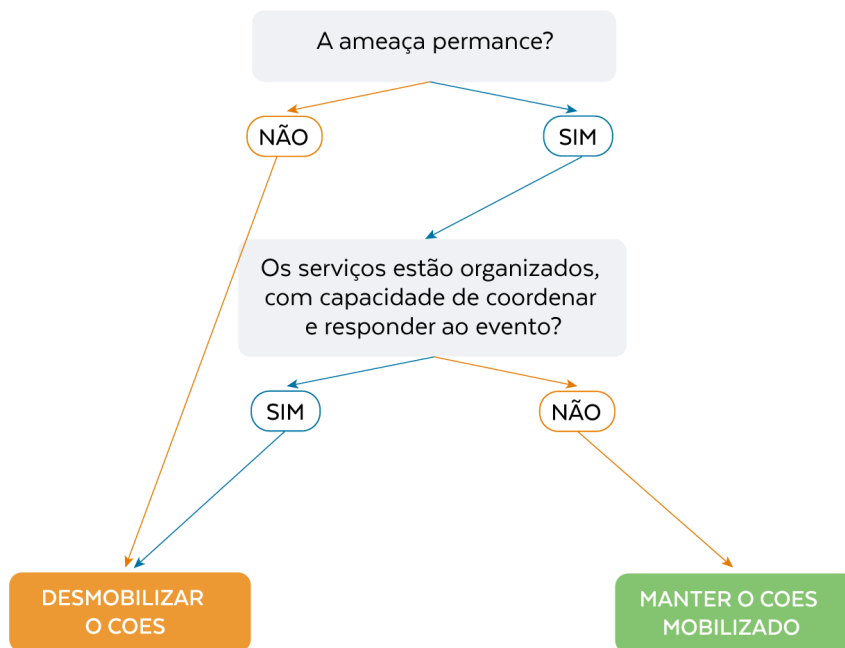 A ameaça permance?
NÃO
SIM
Os serviços estão organizados,
com capacidade de coordenar
e responder ao evento?
SIM
NÃO
DESMOBILIZAR
O COES
MANTER O COES
MOBILIZADO